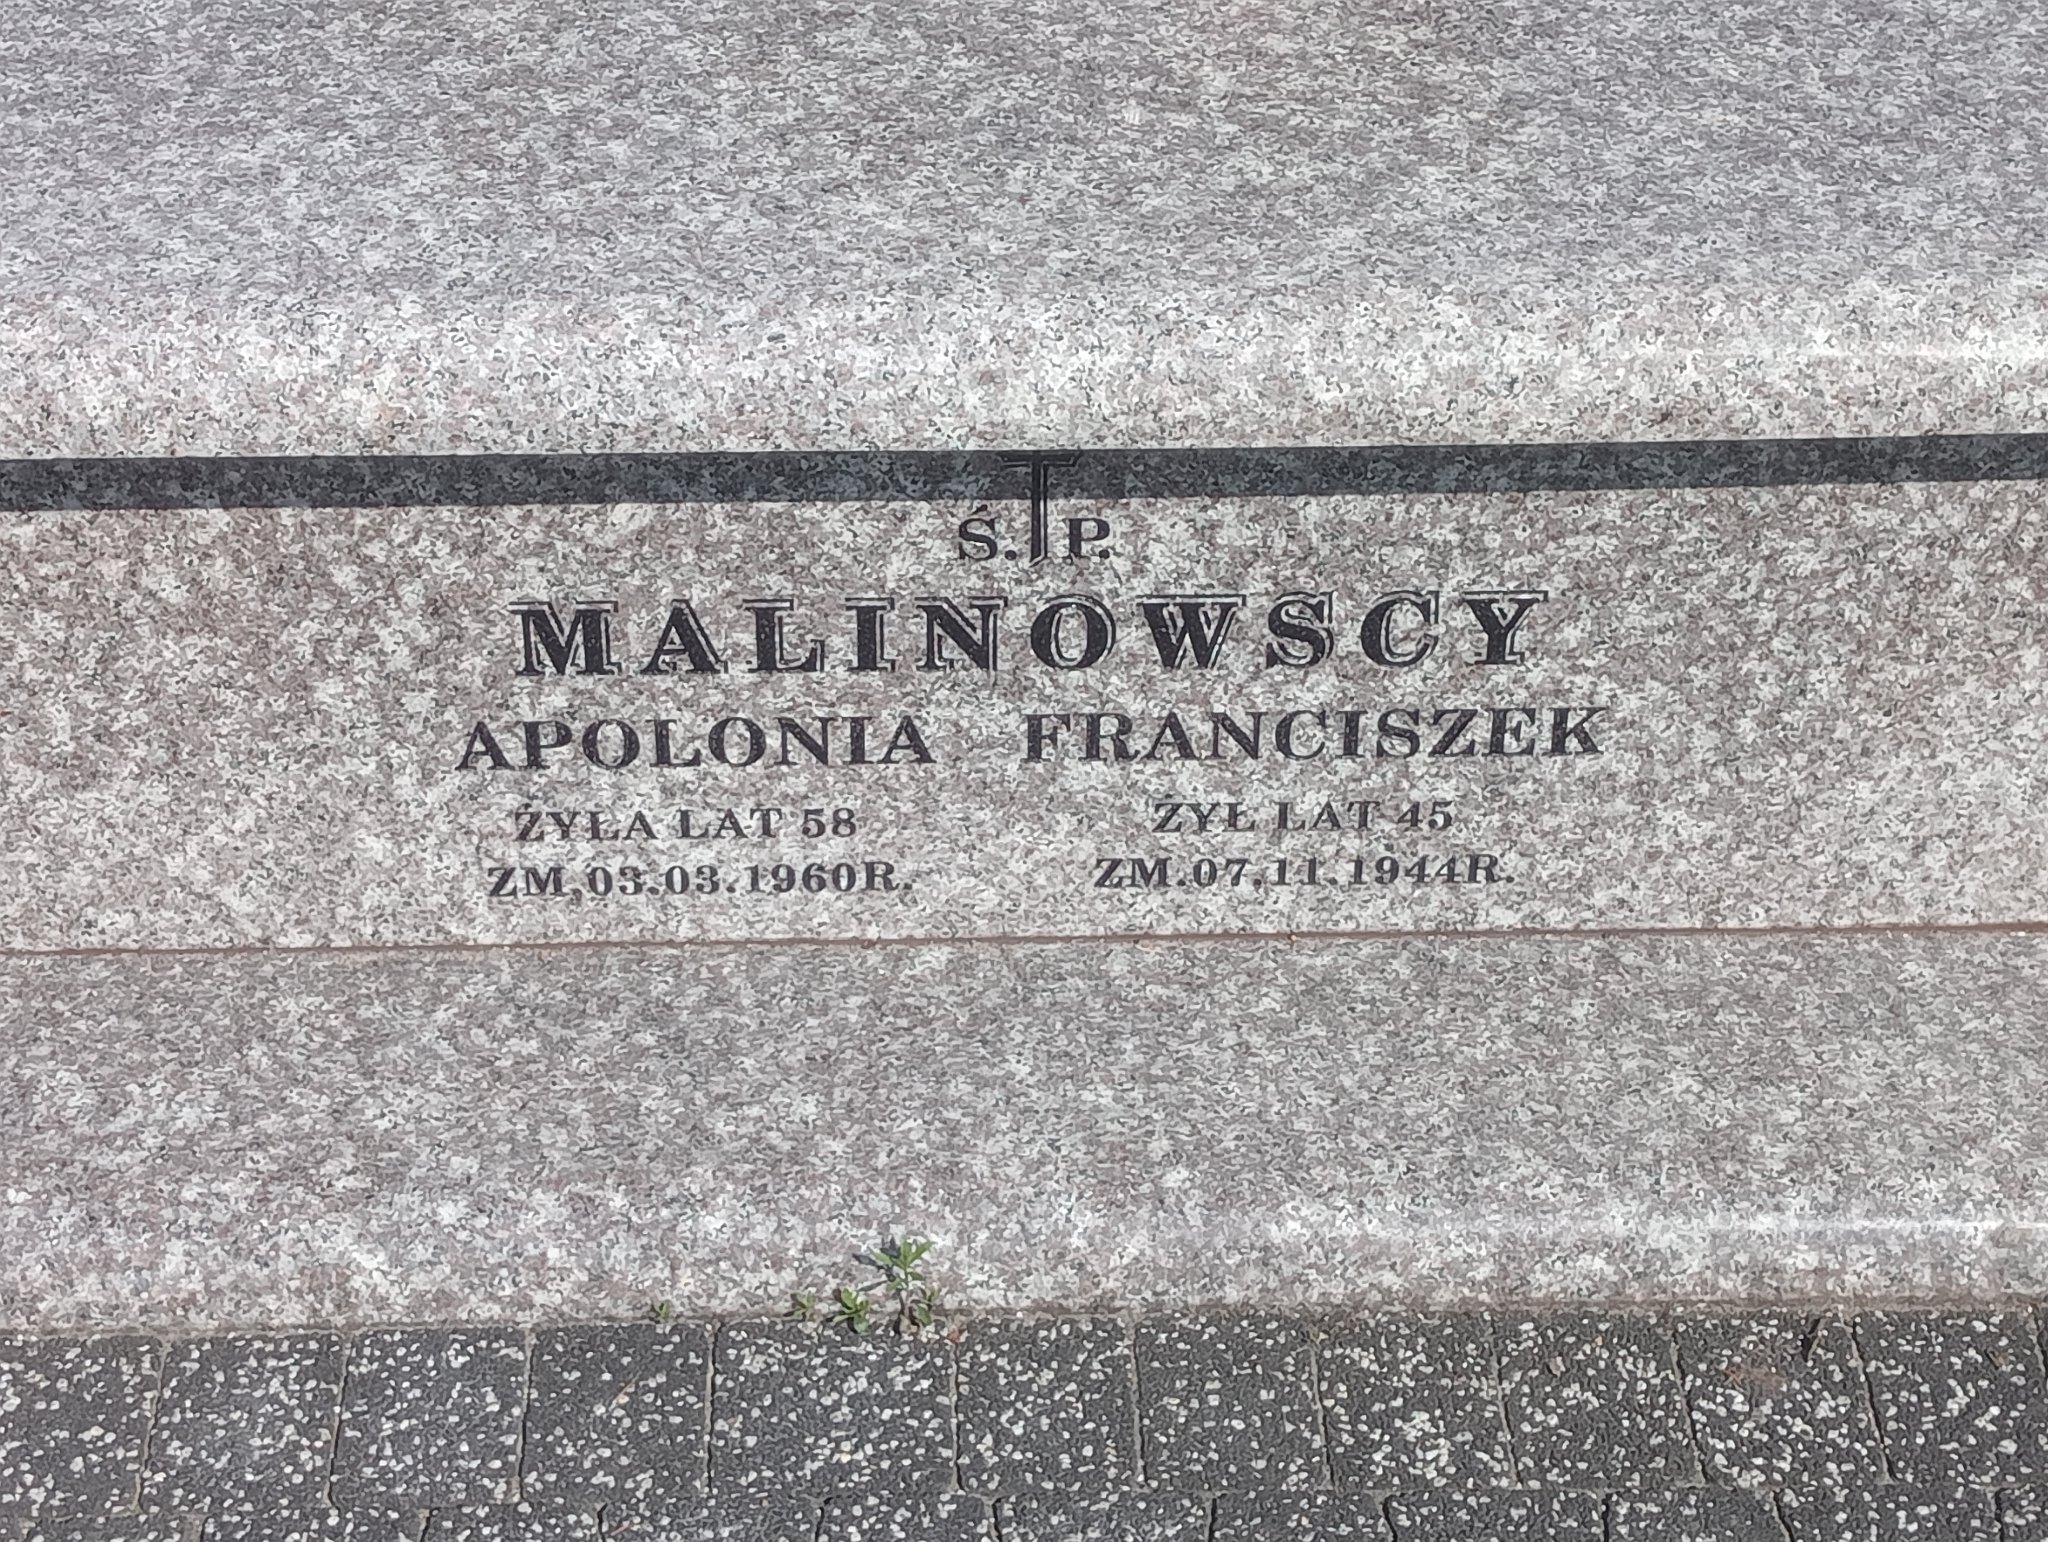 Ś. P.
MALINOWSCY
APOLONIA FRANCISZEK
ŻYŁA LAT 58 ŻYŁ LAT 45
ZM.03.03.1960R. ZM.07.11.1944R.